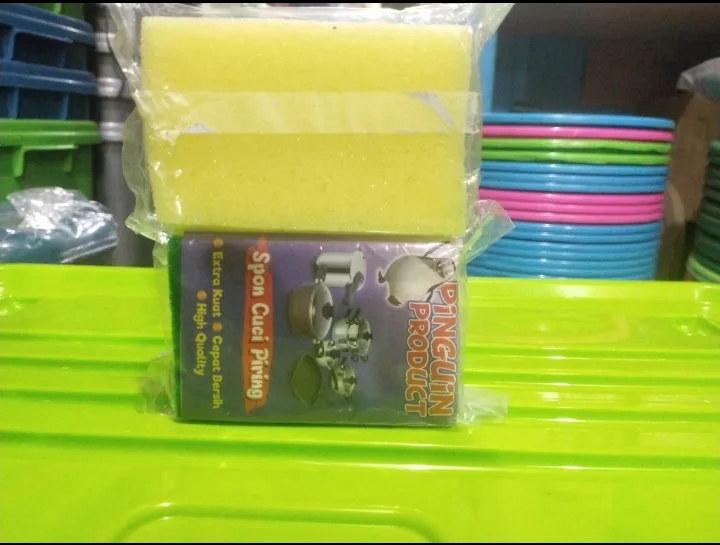 PiNGUiN
PRODUCT
Spon Cuci Piring
Extra Kuat Cepat Bersih
High Quality